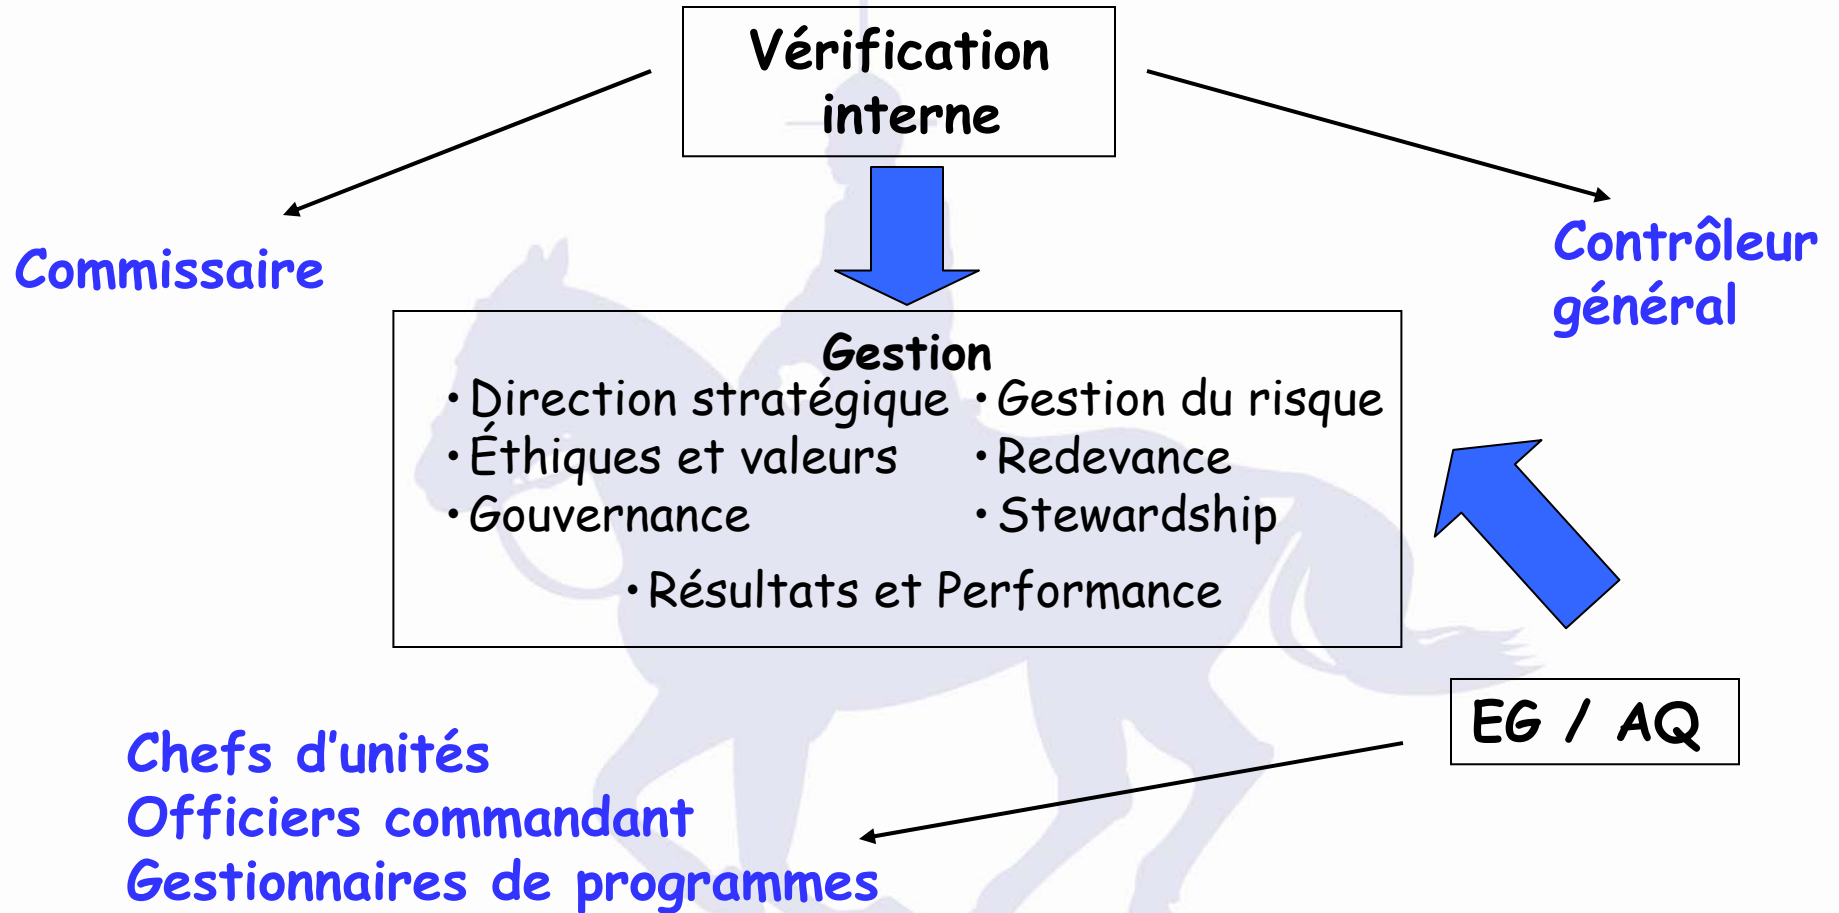 Vérification
interne
Commissaire
Contrôleur
général
Gestion
•Direction stratégique •Gestion du risque
•Éthiques et valeurs •Redevance
•Gouvernance •Stewardship
•Résultats et Performance
EG / AQ
Chefs d’unités
Officiers commandant
Gestionnaires de programmes